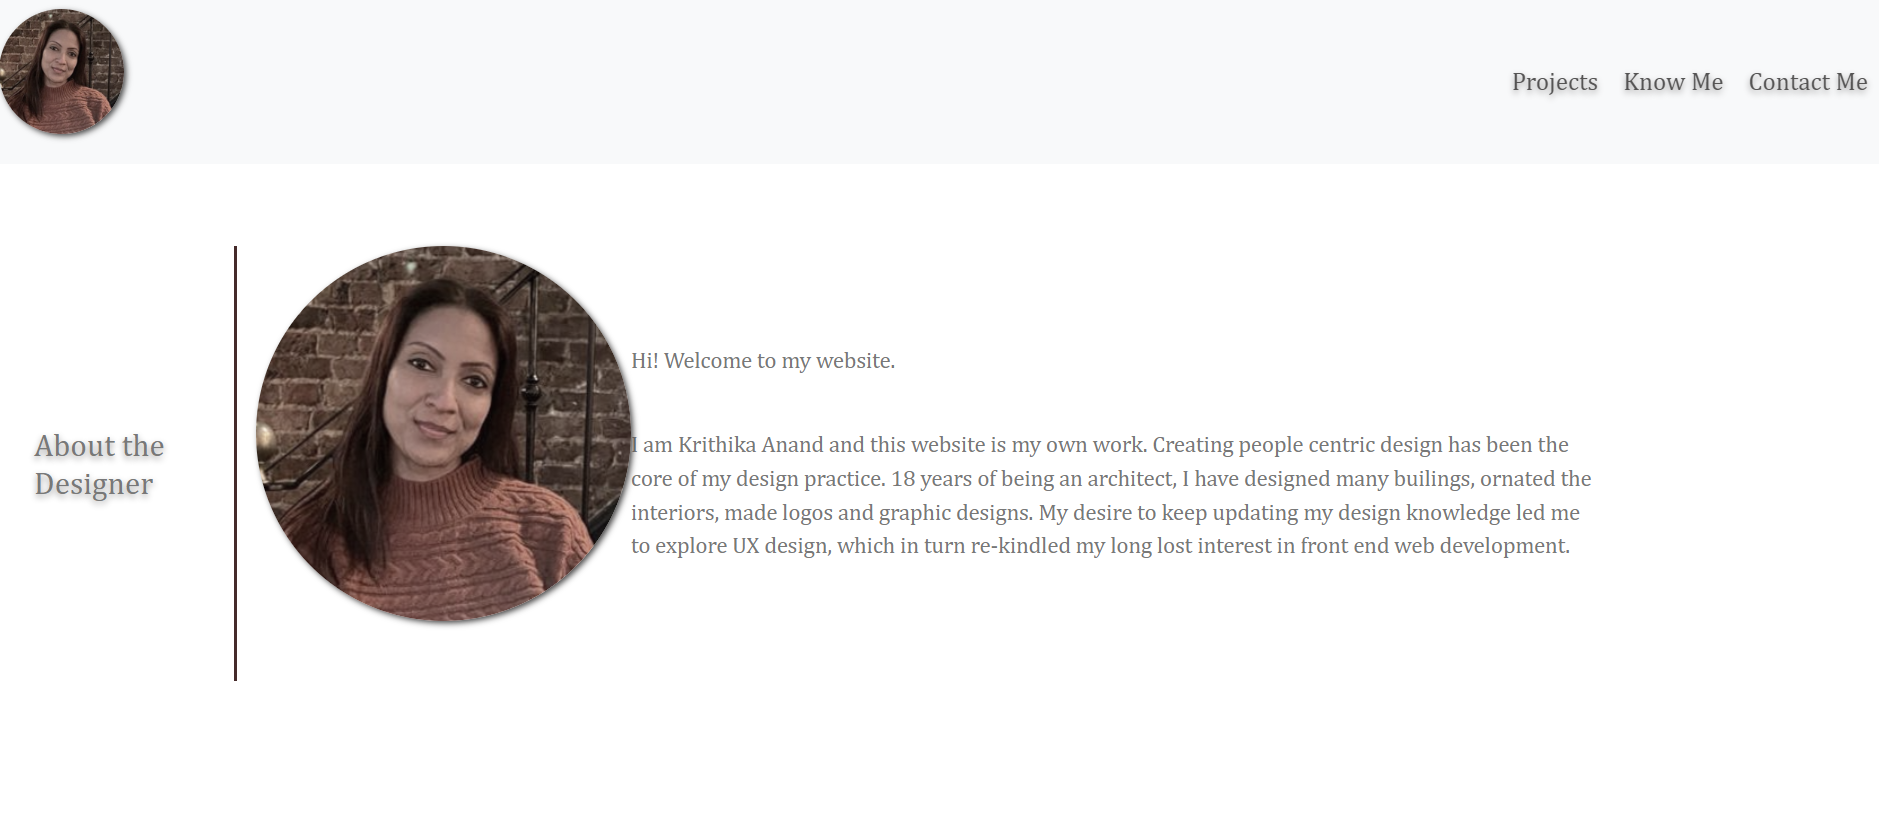 Projects Know Me Contact Me
Hi! Welcome to my website.
About the
Designer
I am Krithika Anand and this website is my own work. Creating people centric design has been the
core of my design practice. 18 years of being an architect, I have designed many builings, ornated the
interiors, made logos and graphic designs. My desire to keep updating my design knowledge led me
to explore UX design, which in turn re-kindled my long lost interest in front end web development.